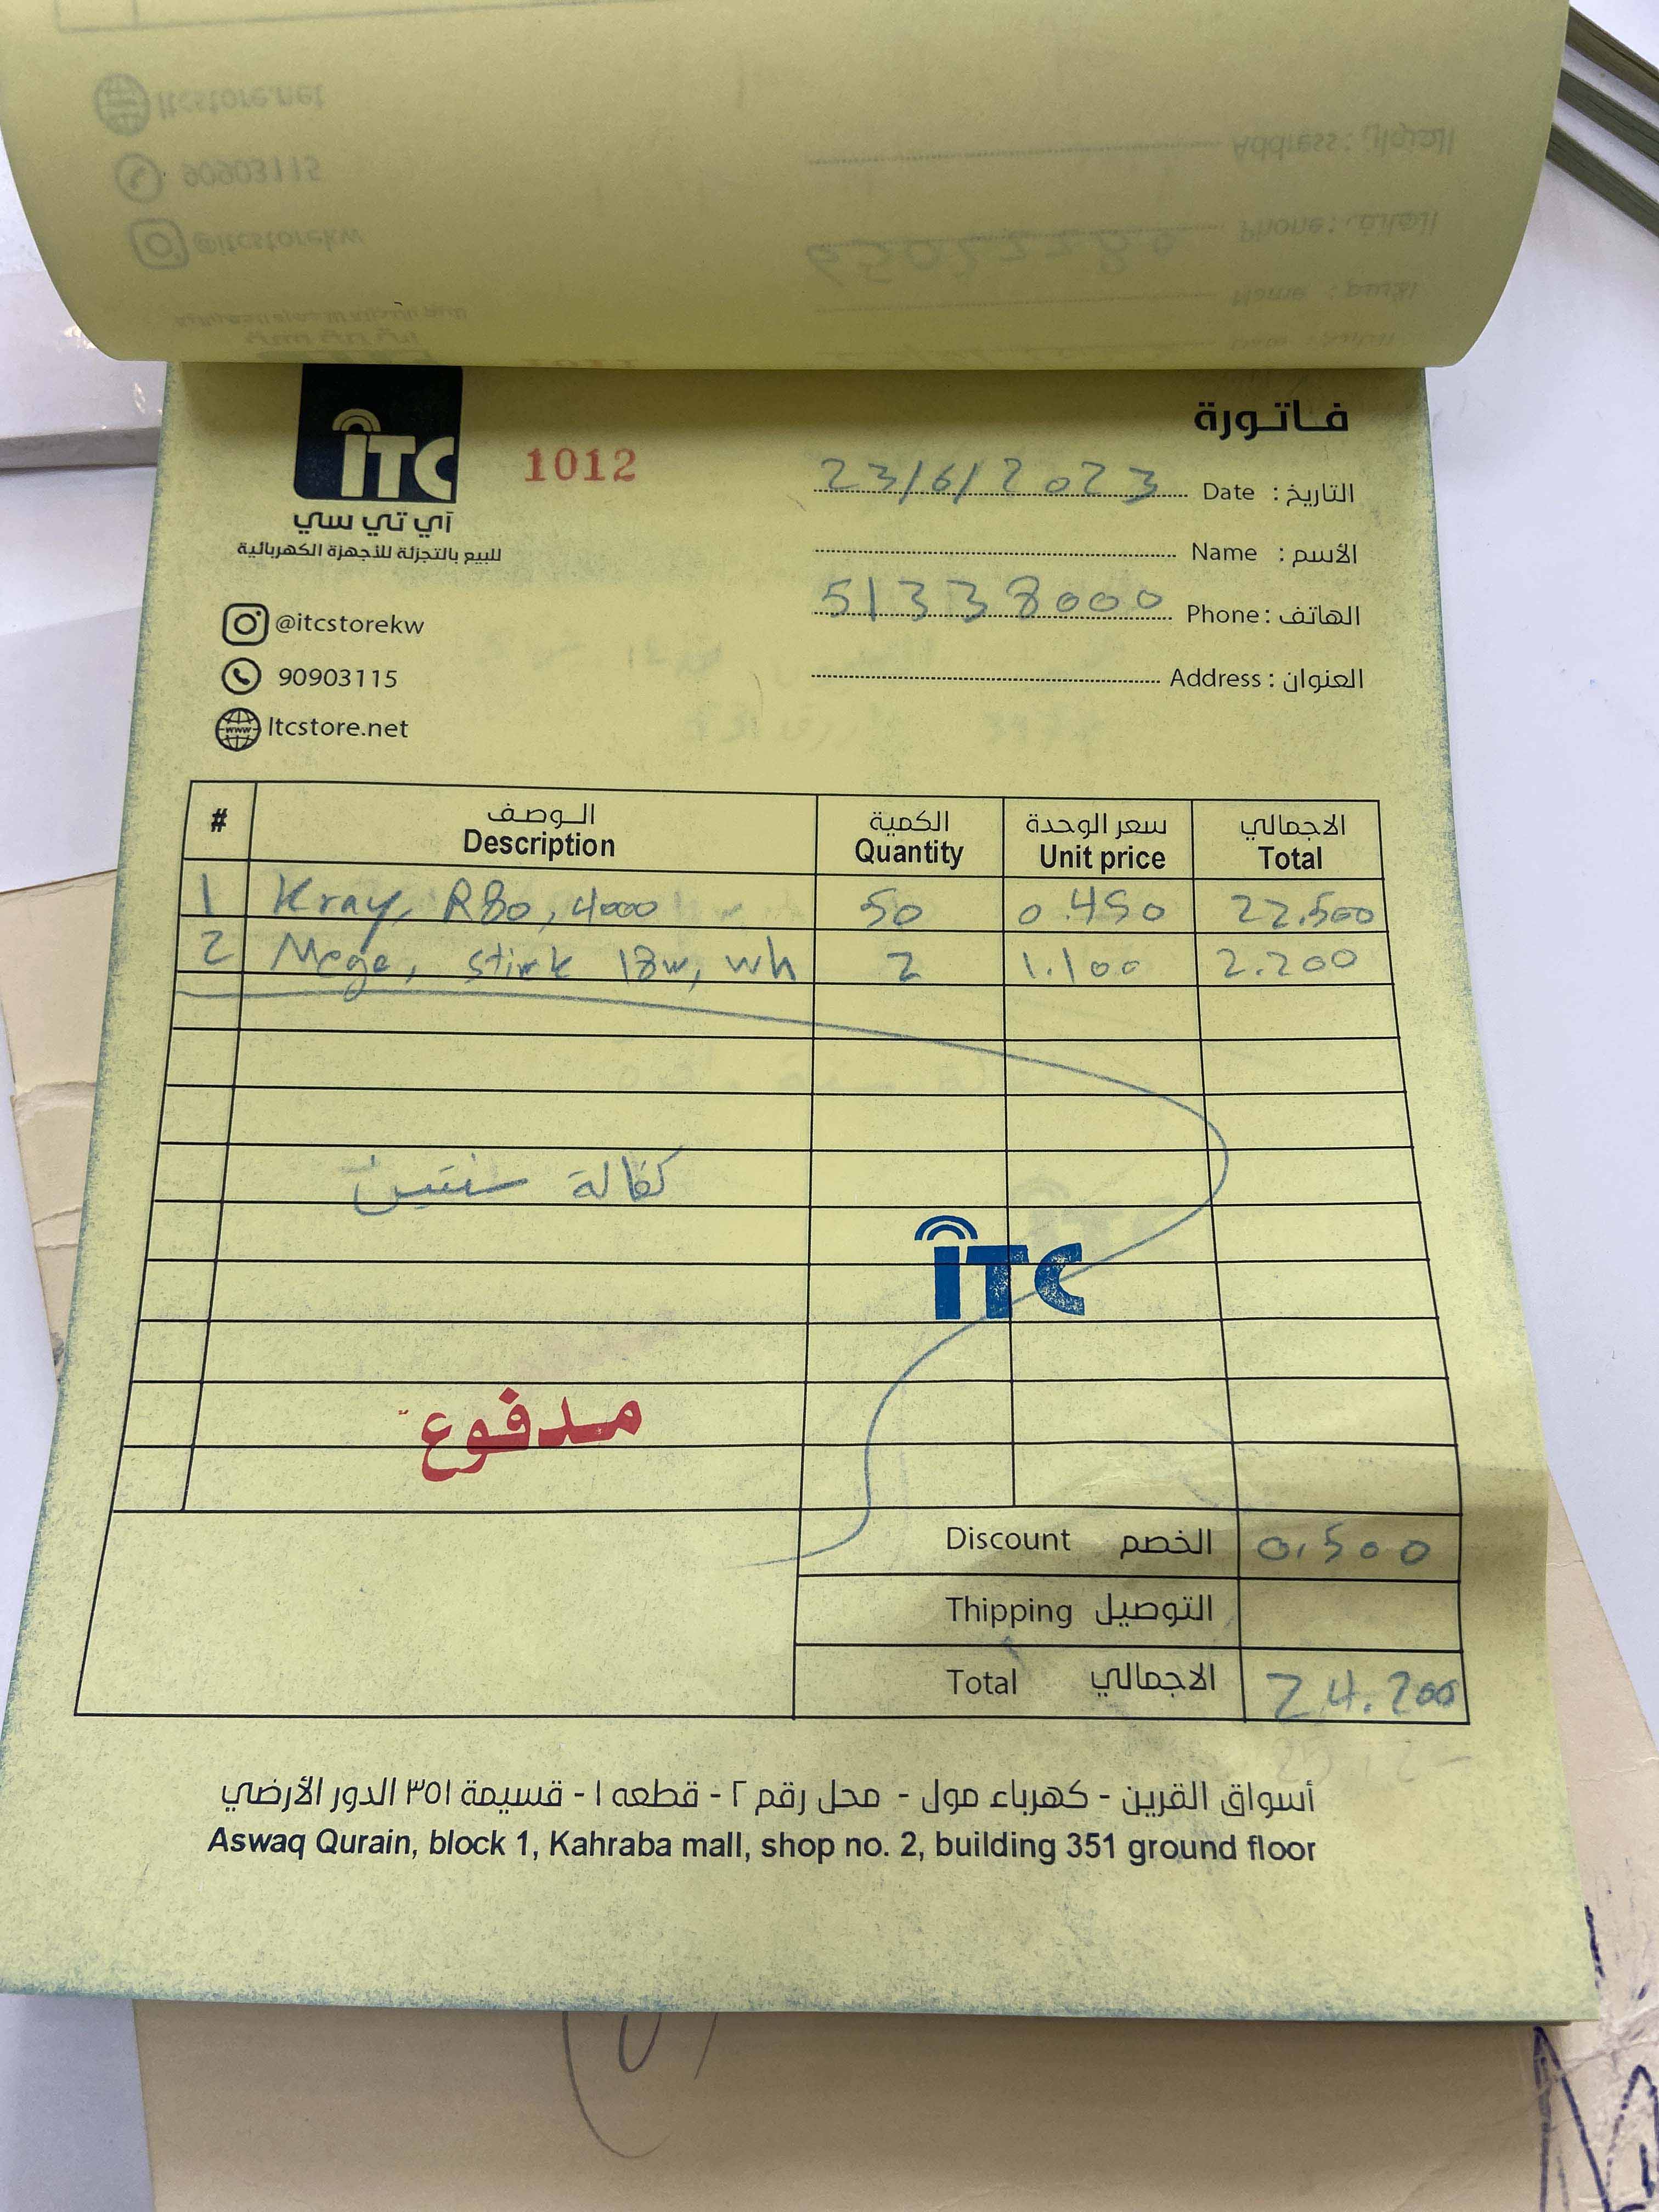 فاتورة
ITC
1012
آي تي سي
للبيع بالتجزئة للأجهزة الكهربائية
التاريخ : Date 23/6/2023
الأسم : Name
الهاتف : Phone 51338000
العنوان : Address
@itcstorekw
90903115
www
Itcstore.net
# الـوصـف الكمية سعر الوحدة الاجمالي
Description Quantity Unit price Total
1 Kray, R80, 4000 50 0.450 22.500
2 Mega, stirk 18w, wh 2 1.100 2.200
كفالة سنتين
ITC
مدفوع
Discount الخصم 0.500
Thipping التوصيل
Total الاجمالي 24.200
أسواق القرين - كهرباء مول - محل رقم ٢ - قطعه ١ - قسيمة ٣٥١ الدور الأرضي
Aswaq Qurain, block 1, Kahraba mall, shop no. 2, building 351 ground floor